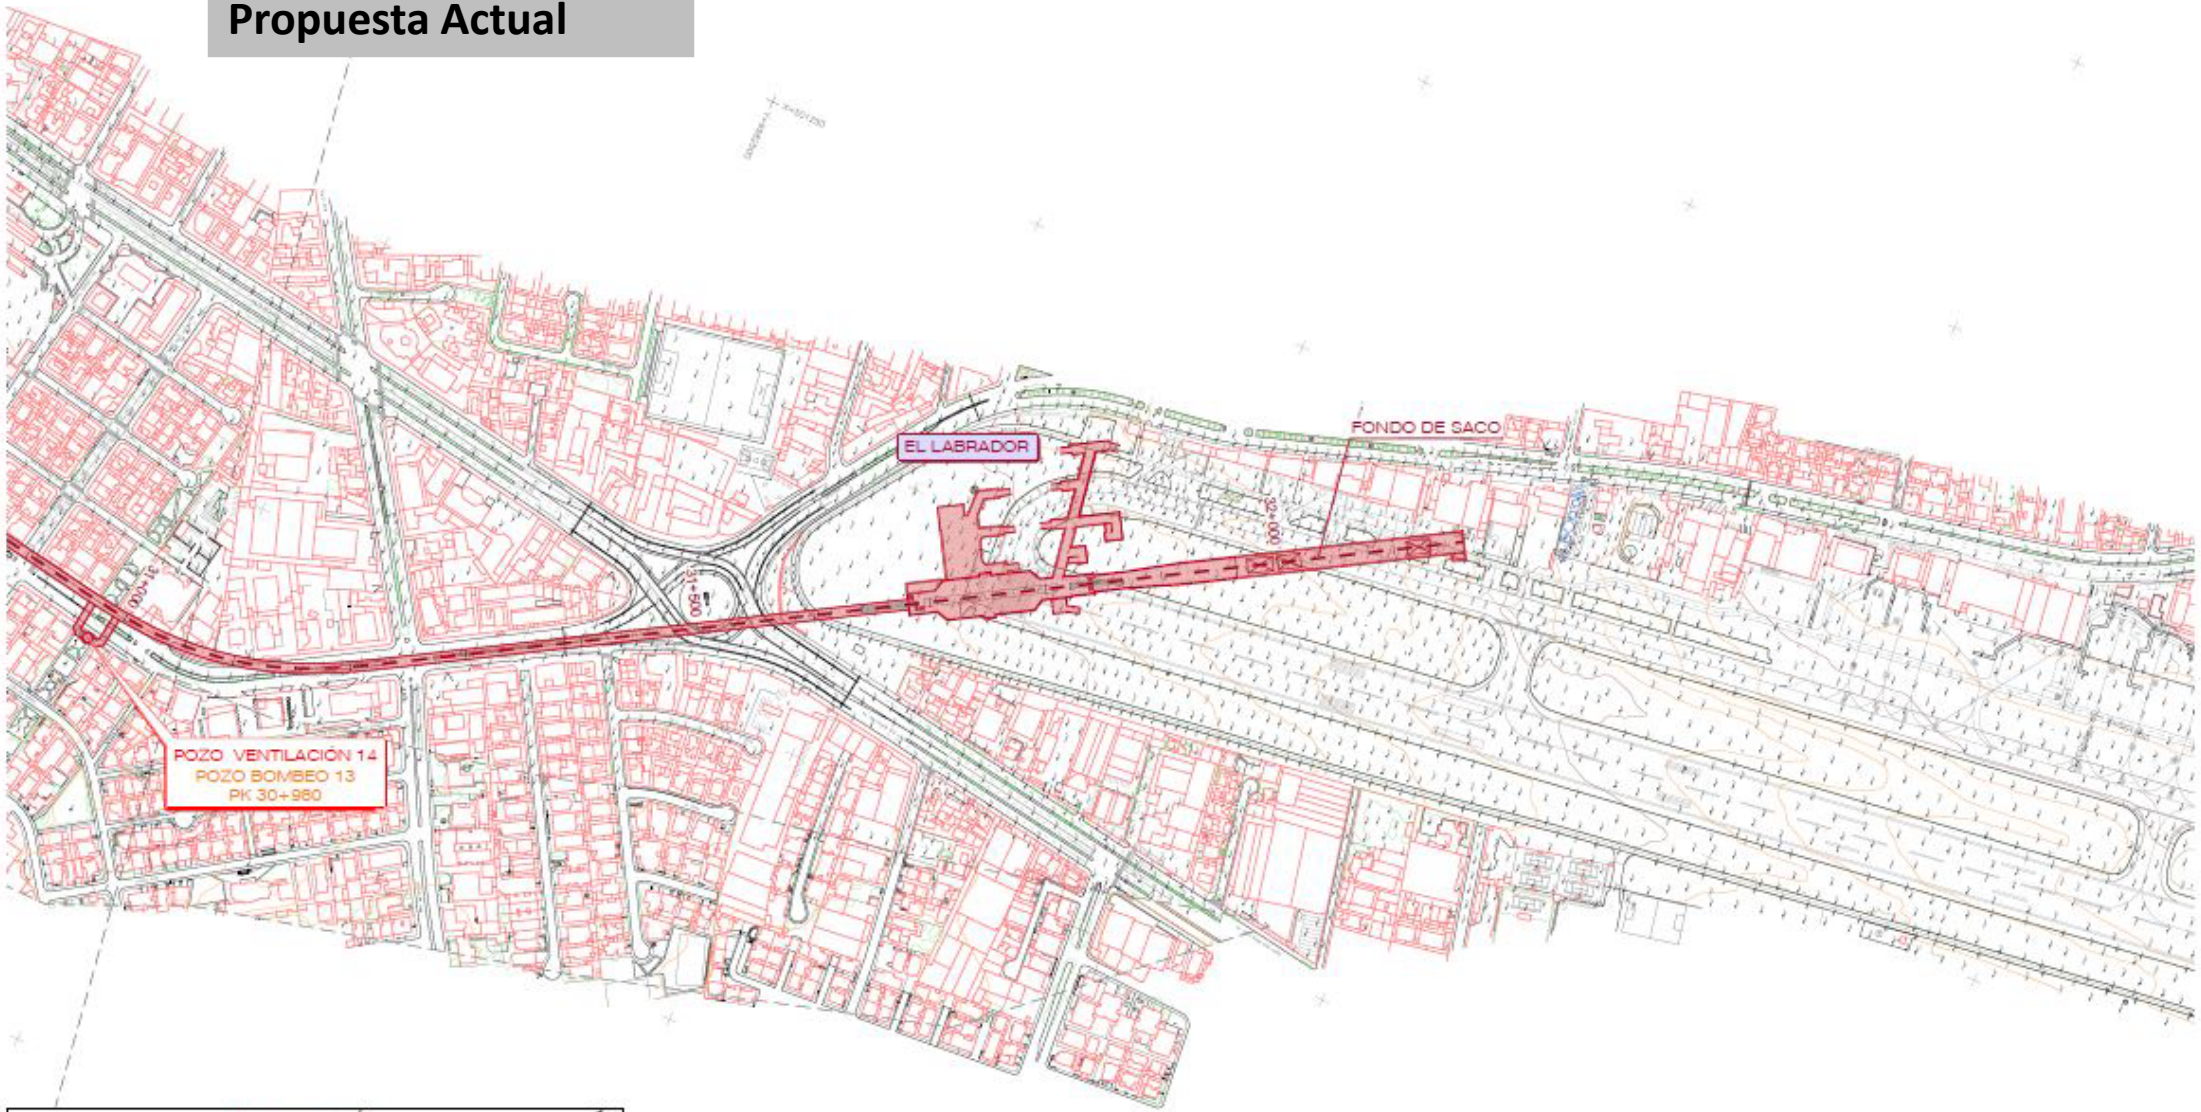 Propuesta Actual
EL LABRADOR
FONDO DE SACO
32+000
31+000
31+500
POZO VENTILACIÓN 14
POZO BOMBEO 13
PK 30+980